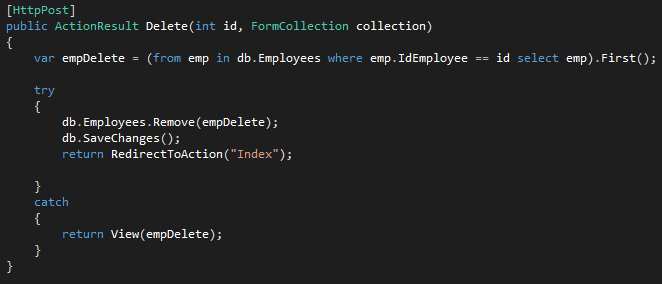 [HttpPost]
public ActionResult Delete(int id, FormCollection collection)
{
    var empDelete = (from emp in db.Employees where emp.IdEmployee == id select emp).First();

    try
    {
        db.Employees.Remove(empDelete);
        db.SaveChanges();
        return RedirectToAction("Index");

    }
    catch
    {
        return View(empDelete);
    }
}